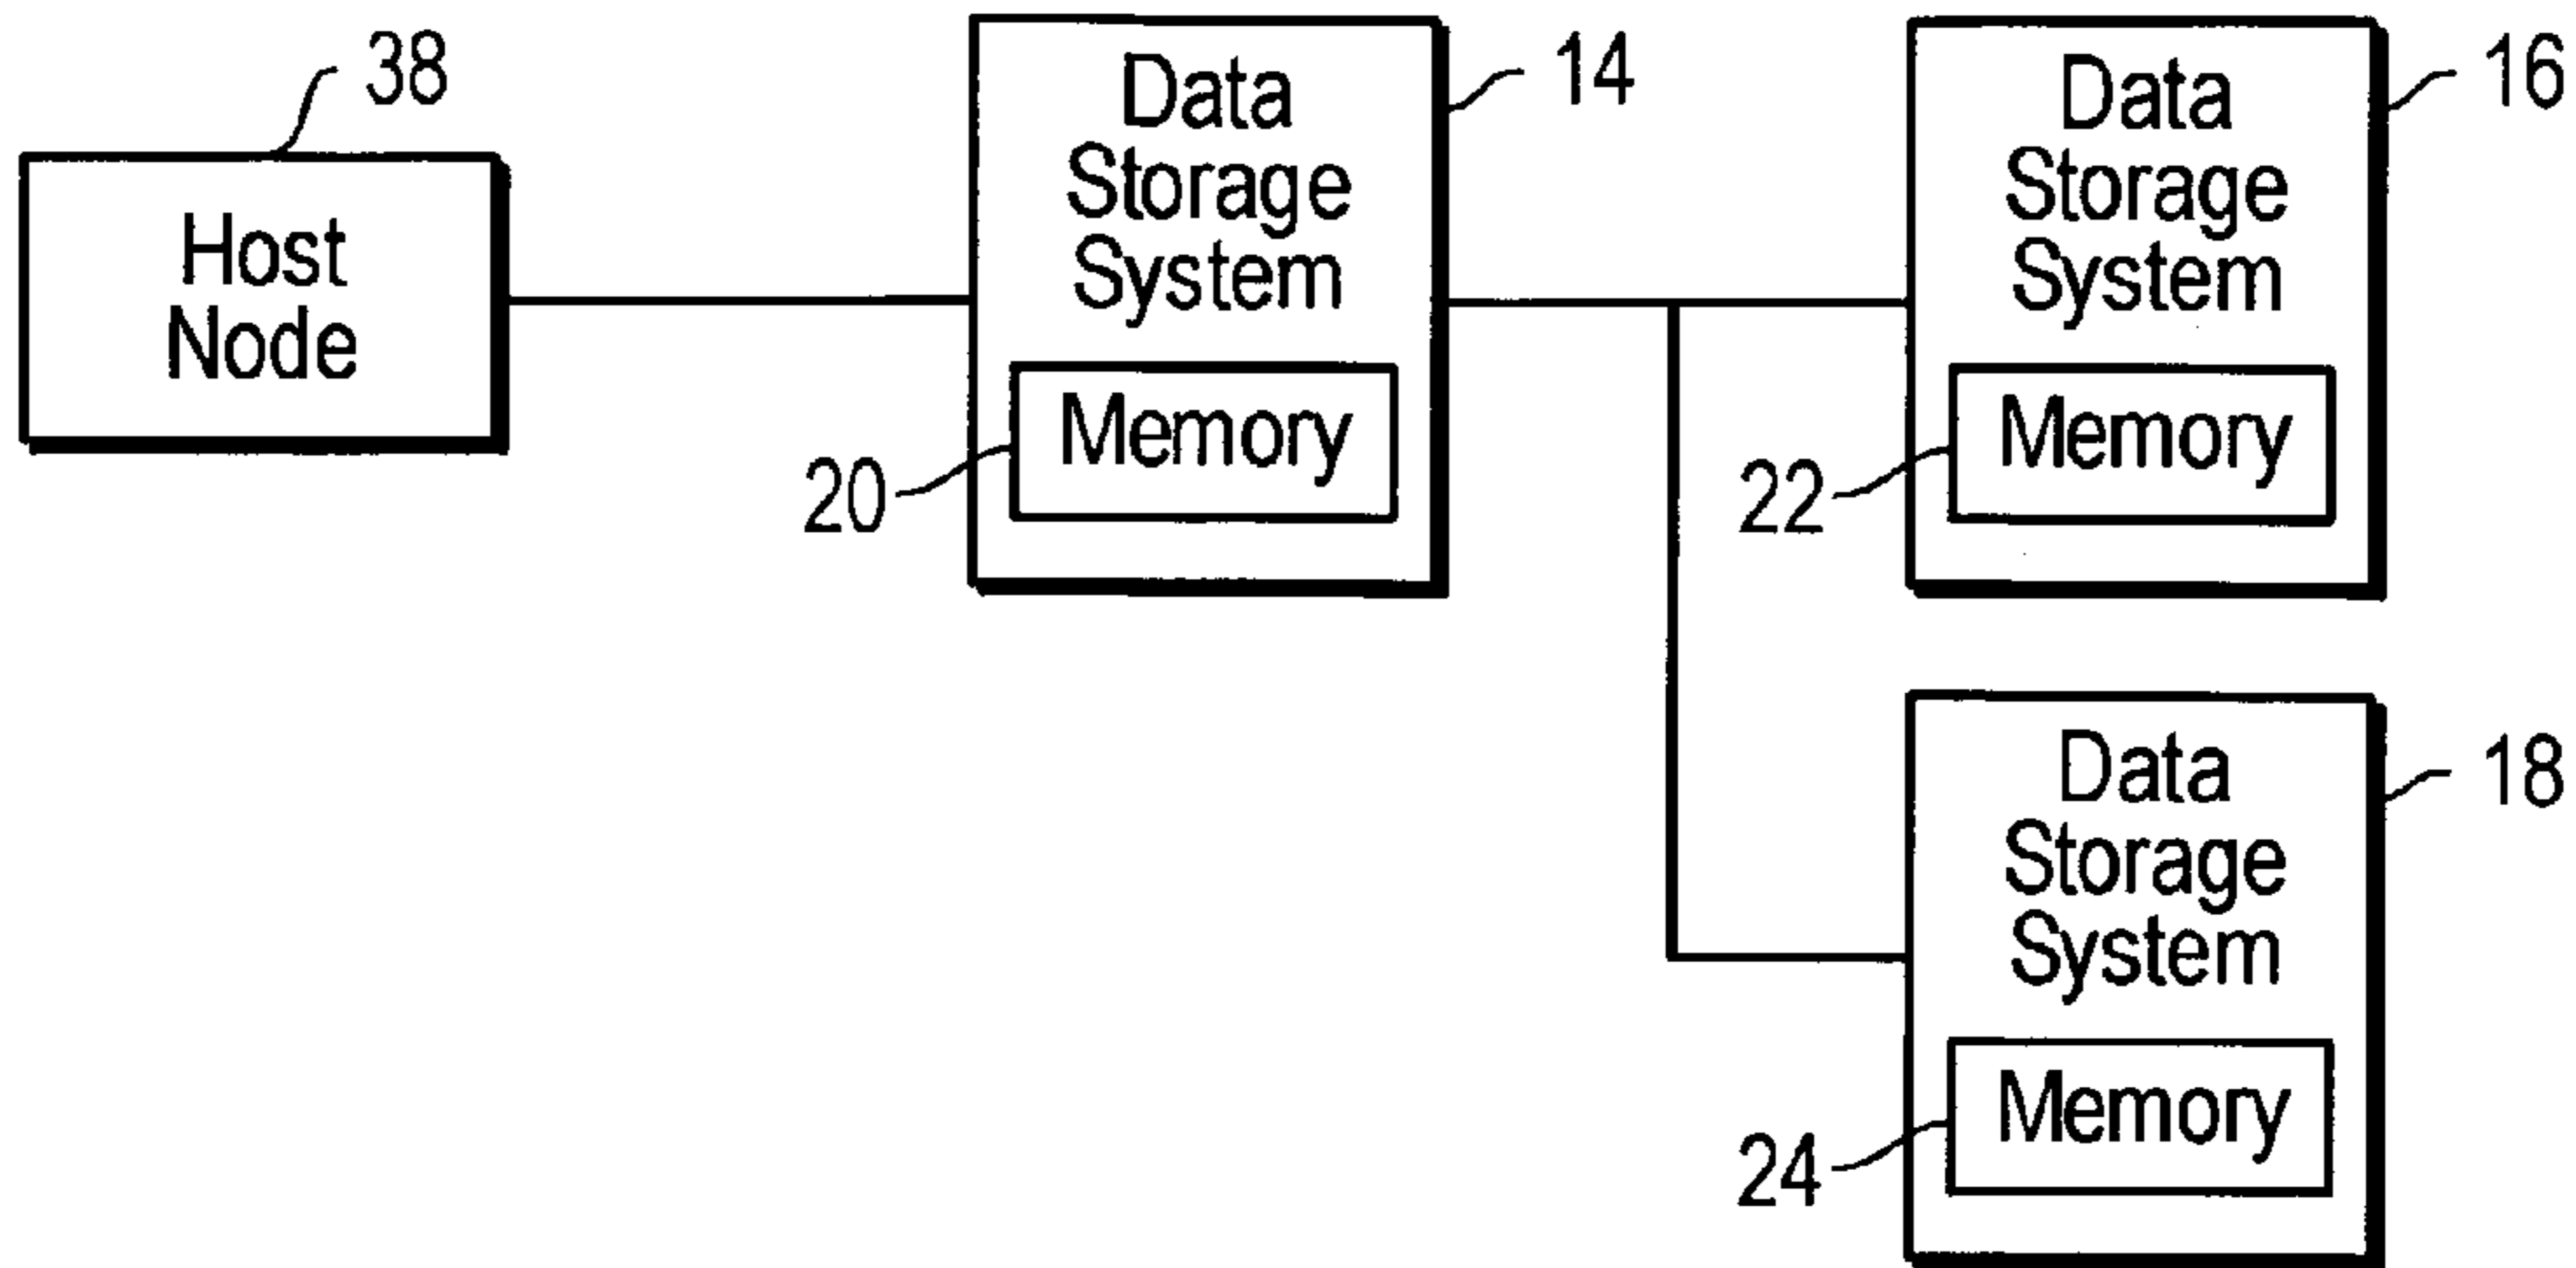 38
Host
Node
14
Data
Storage
System
Memory
20
16
Data
Storage
System
Memory
22
18
Data
Storage
System
Memory
24